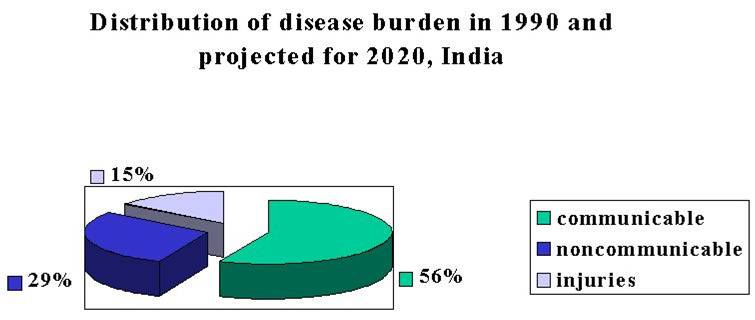 Distribution of disease burden in 1990 and
projected for 2020, India
15%
29%
56%
communicable
noncommunicable
injuries